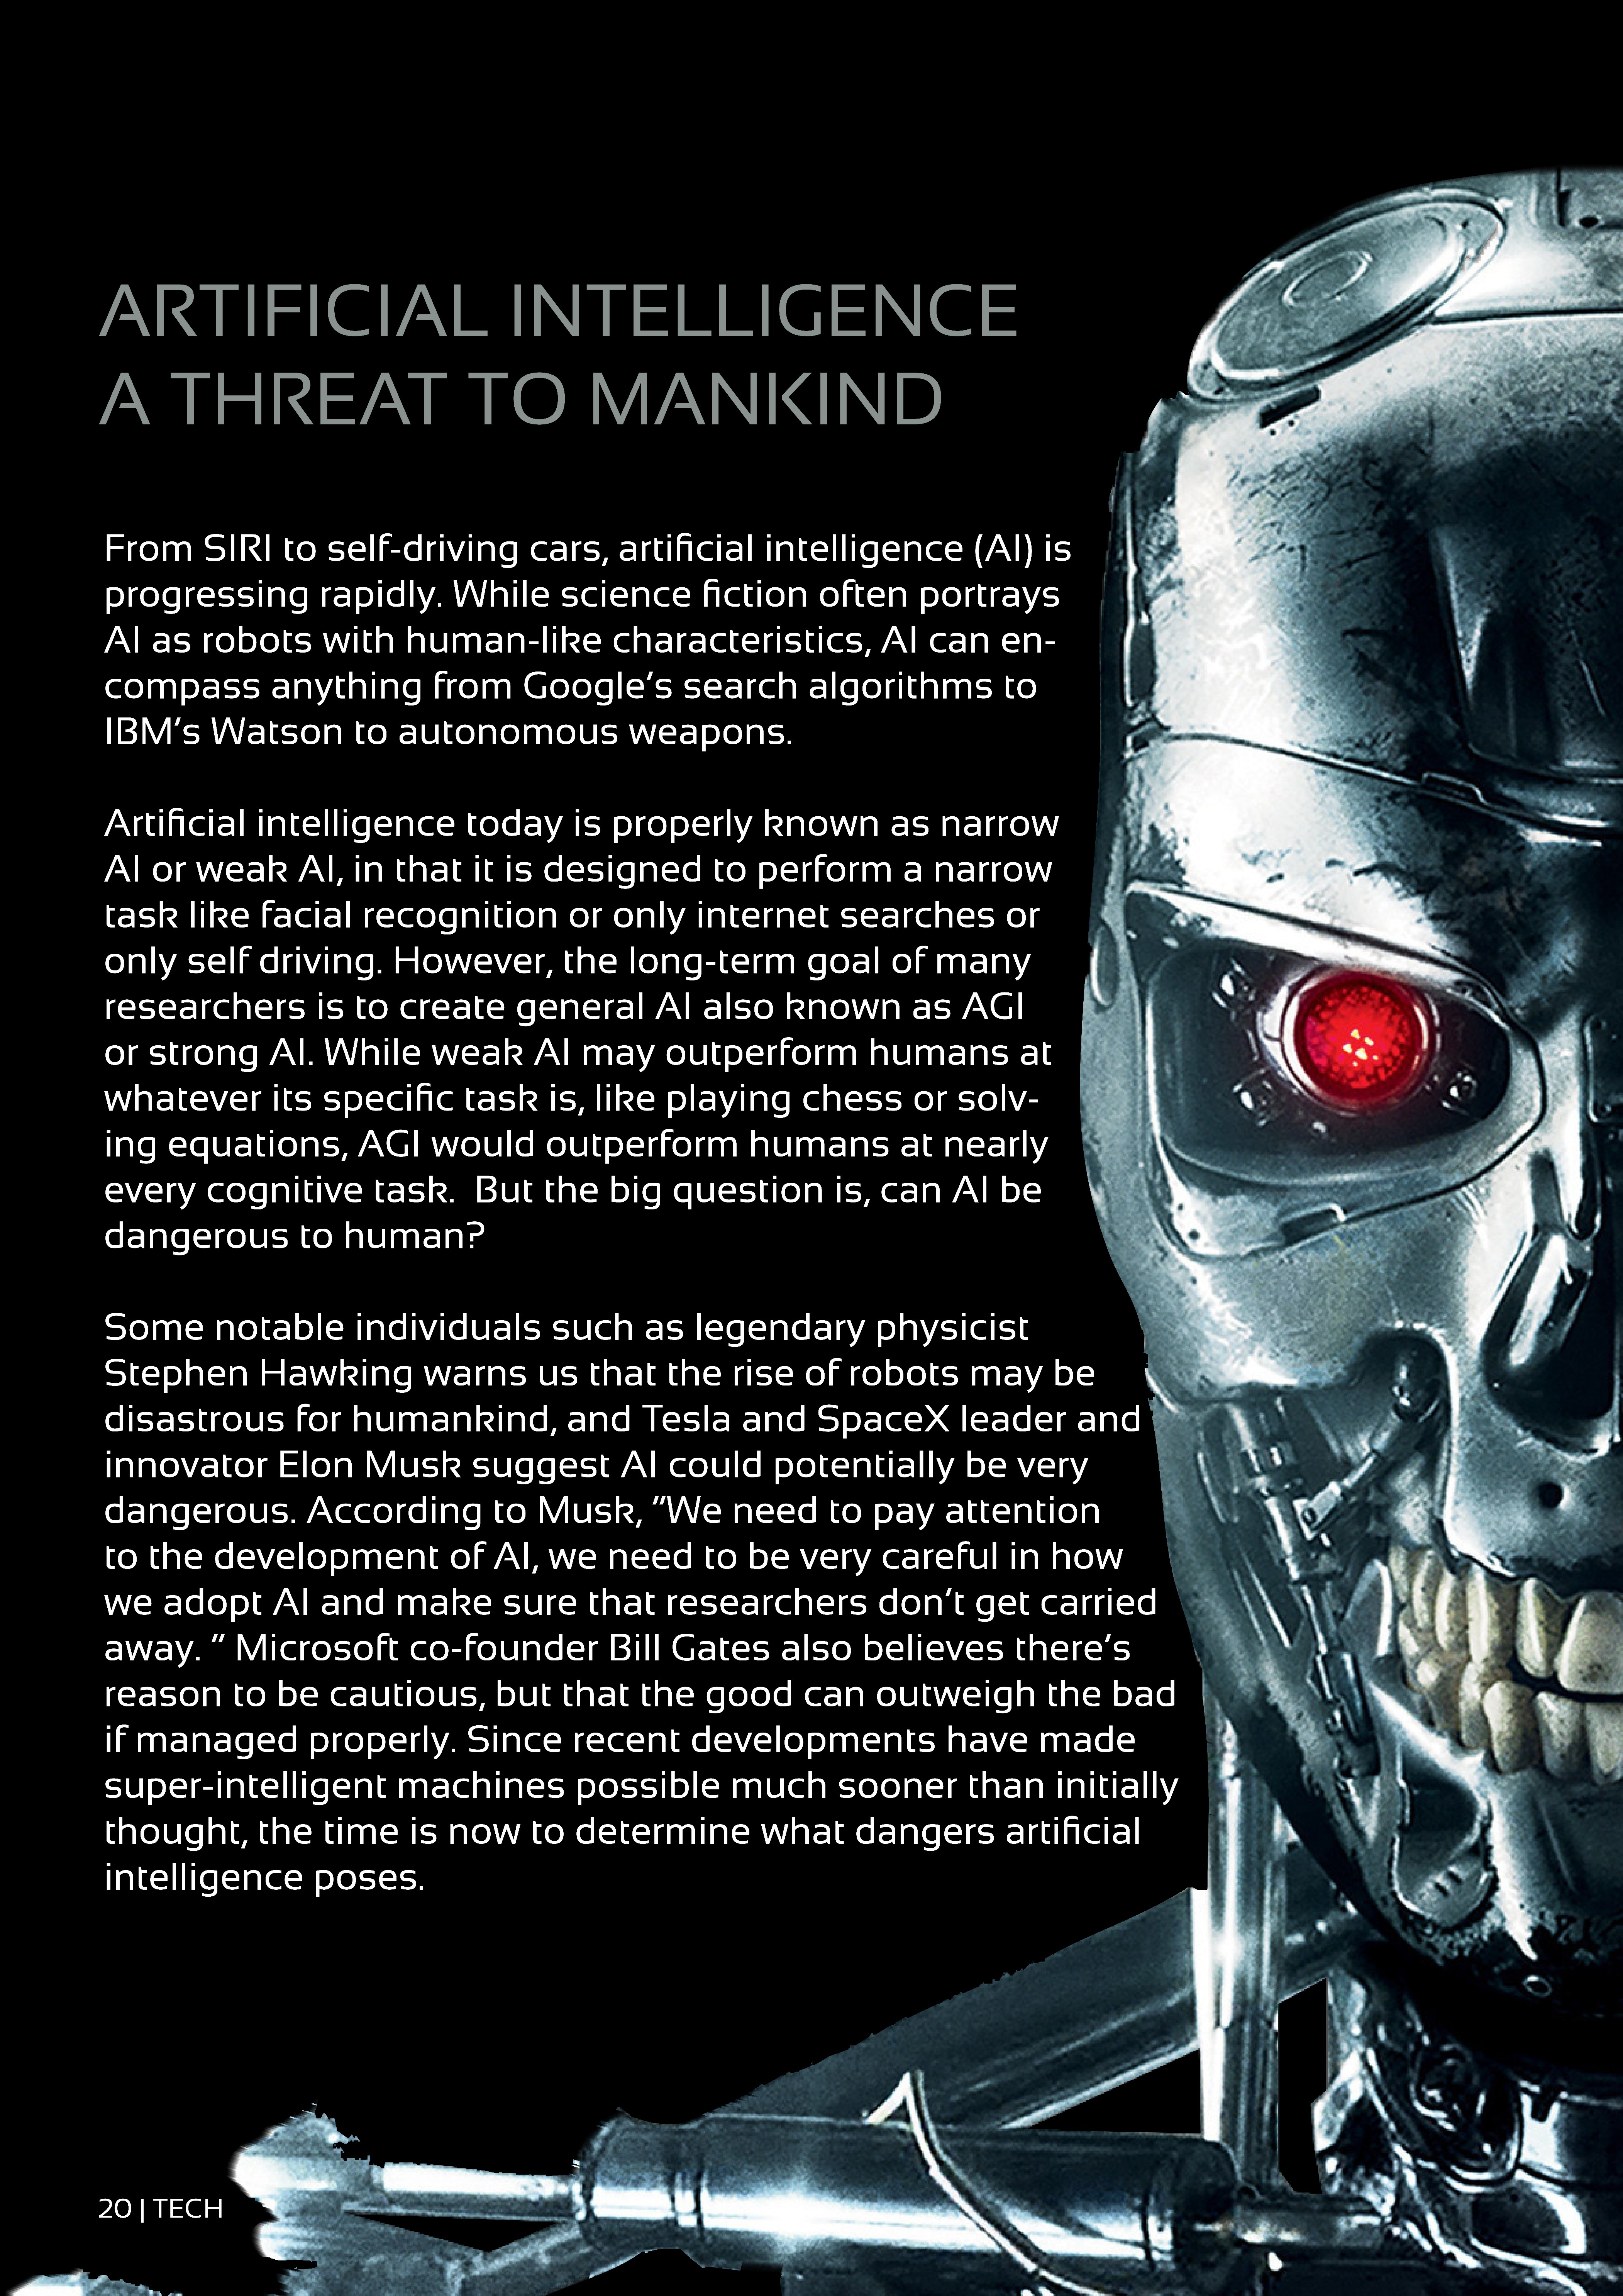 ARTIFICIAL INTELLIGENCE
A THREAT TO MANKIND
From SIRI to self-driving cars, artificial intelligence (AI) is
progressing rapidly. While science fiction often portrays
AI as robots with human-like characteristics, AI can en-
compass anything from Google‘s search algorithms to
IBM’s Watson to autonomous weapons.
Artificial intelligence today is properly known as narrow
AI or weak AI, in that it is designed to perform a narrow
task like facial recognition or only internet searches or
only self driving. However, the long-term goal of many
researchers is to create general AI also known as AGI
or strong AI. While weak AI may outperform humans at
whatever its specific task is, like playing chess or solv-
ing equations, AGI would outperform humans at nearly
every cognitive task.  But the big question is, can AI be
dangerous to human?
Some notable individuals such as legendary physicist
Stephen Hawking warns us that the rise of robots may be
disastrous for humankind, and Tesla and SpaceX leader and
innovator Elon Musk suggest AI could potentially be very
dangerous. According to Musk, “We need to pay attention
to the development of AI, we need to be very careful in how
we adopt AI and make sure that researchers don‘t get carried
away. ” Microsoft co-founder Bill Gates also believes there’s
reason to be cautious, but that the good can outweigh the bad
if managed properly. Since recent developments have made
super-intelligent machines possible much sooner than initially
thought, the time is now to determine what dangers artificial
intelligence poses.
20 | TECH